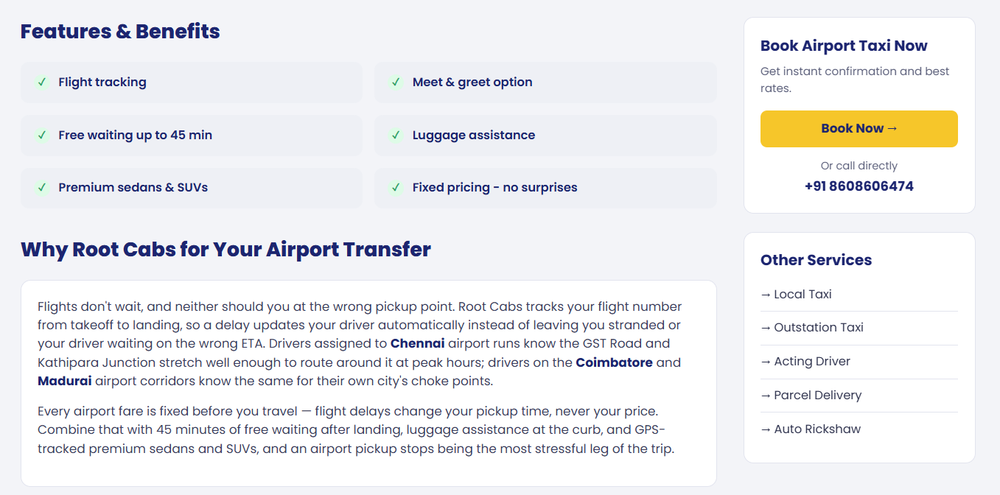 Features & Benefits
✓ Flight tracking
✓ Meet & greet option
✓ Free waiting up to 45 min
✓ Luggage assistance
✓ Premium sedans & SUVs
✓ Fixed pricing - no surprises
Why Root Cabs for Your Airport Transfer
Flights don't wait, and neither should you at the wrong pickup point. Root Cabs tracks your flight number
from takeoff to landing, so a delay updates your driver automatically instead of leaving you stranded or
your driver waiting on the wrong ETA. Drivers assigned to Chennai airport runs know the GST Road and
Kathipara Junction stretch well enough to route around it at peak hours; drivers on the Coimbatore and
Madurai airport corridors know the same for their own city's choke points.
Every airport fare is fixed before you travel — flight delays change your pickup time, never your price.
Combine that with 45 minutes of free waiting after landing, luggage assistance at the curb, and GPS-
tracked premium sedans and SUVs, and an airport pickup stops being the most stressful leg of the trip.
Book Airport Taxi Now
Get instant confirmation and best
rates.
Book Now →
Or call directly
+91 8608606474
Other Services
→ Local Taxi
→ Outstation Taxi
→ Acting Driver
→ Parcel Delivery
→ Auto Rickshaw